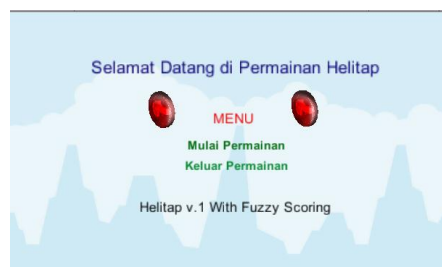 Selamat Datang di Permainan Helitap
MENU
Mulai Permainan
Keluar Permainan
Helitap v.1 With Fuzzy Scoring